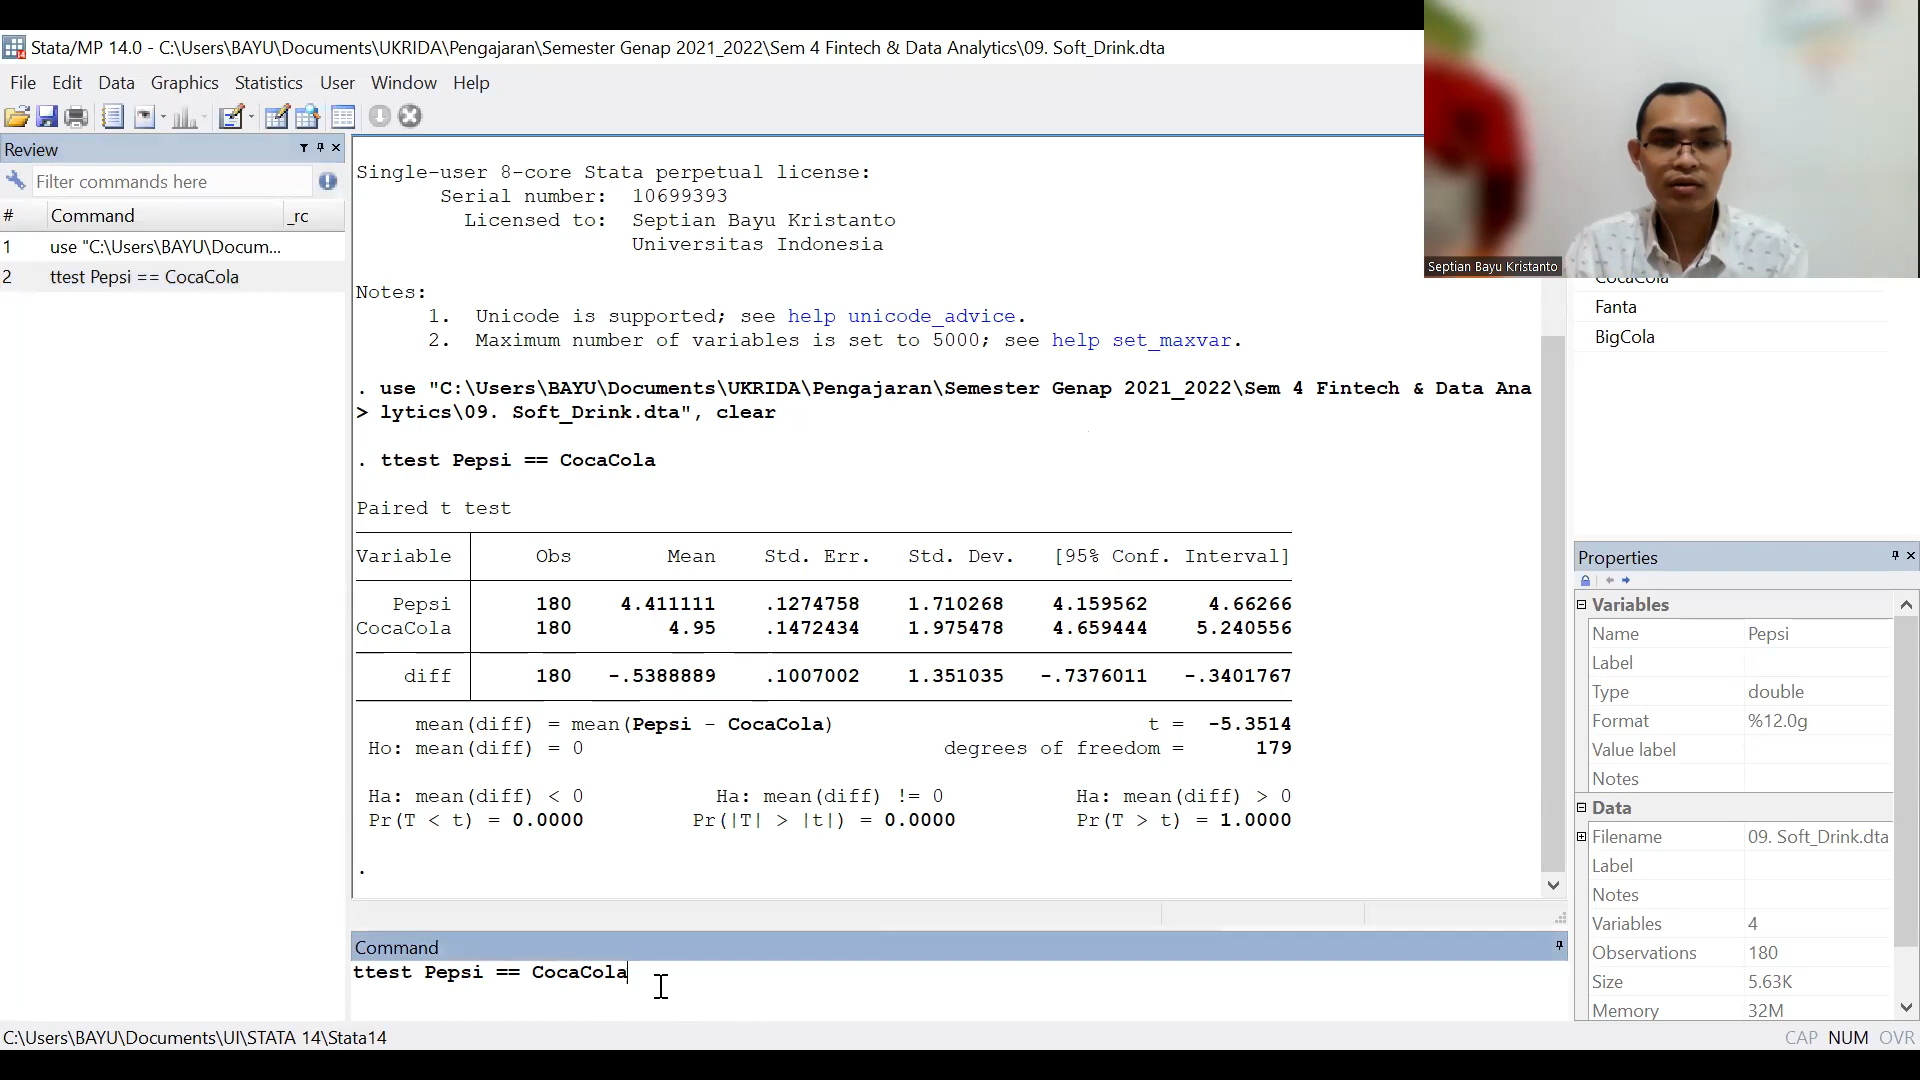 Stata/MP 14.0 - C:\Users\BAYU\Documents\UKRIDA\Pengajaran\Semester Genap 2021_2022\Sem 4 Fintech & Data Analytics\09. Soft_Drink.dta
File Edit Data Graphics Statistics User Window Help
Review
Filter commands here
# Command _rc
1 use "C:\Users\BAYU\Docum...
2 ttest Pepsi == CocaCola
Single-user 8-core Stata perpetual license:
Serial number: 10699393
Licensed to: Septian Bayu Kristanto
Universitas Indonesia
Notes:
1. Unicode is supported; see help unicode_advice.
2. Maximum number of variables is set to 5000; see help set_maxvar.
. use "C:\Users\BAYU\Documents\UKRIDA\Pengajaran\Semester Genap 2021_2022\Sem 4 Fintech & Data Ana
> lytics\09. Soft_Drink.dta", clear
. ttest Pepsi == CocaCola
Paired t test
Variable Obs Mean Std. Err. Std. Dev. [95% Conf. Interval]
Pepsi 180 4.411111 .1274758 1.710268 4.159562 4.66266
CocaCola 180 4.95 .1472434 1.975478 4.659444 5.240556
diff 180 -.5388889 .1007002 1.351035 -.7376011 -.3401767
mean(diff) = mean(Pepsi - CocaCola) t = -5.3514
Ho: mean(diff) = 0 degrees of freedom = 179
Ha: mean(diff) < 0 Ha: mean(diff) != 0 Ha: mean(diff) > 0
Pr(T < t) = 0.0000 Pr(|T| > |t|) = 0.0000 Pr(T > t) = 1.0000
.
Command
ttest Pepsi == CocaCola
Septian Bayu Kristanto
CocaCola
Fanta
BigCola
Properties
Variables
Name Pepsi
Label
Type double
Format %12.0g
Value label
Notes
Data
Filename 09. Soft_Drink.dta
Label
Notes
Variables 4
Observations 180
Size 5.63K
Memory 32M
C:\Users\BAYU\Documents\UI\STATA 14\Stata14
CAP NUM OVR